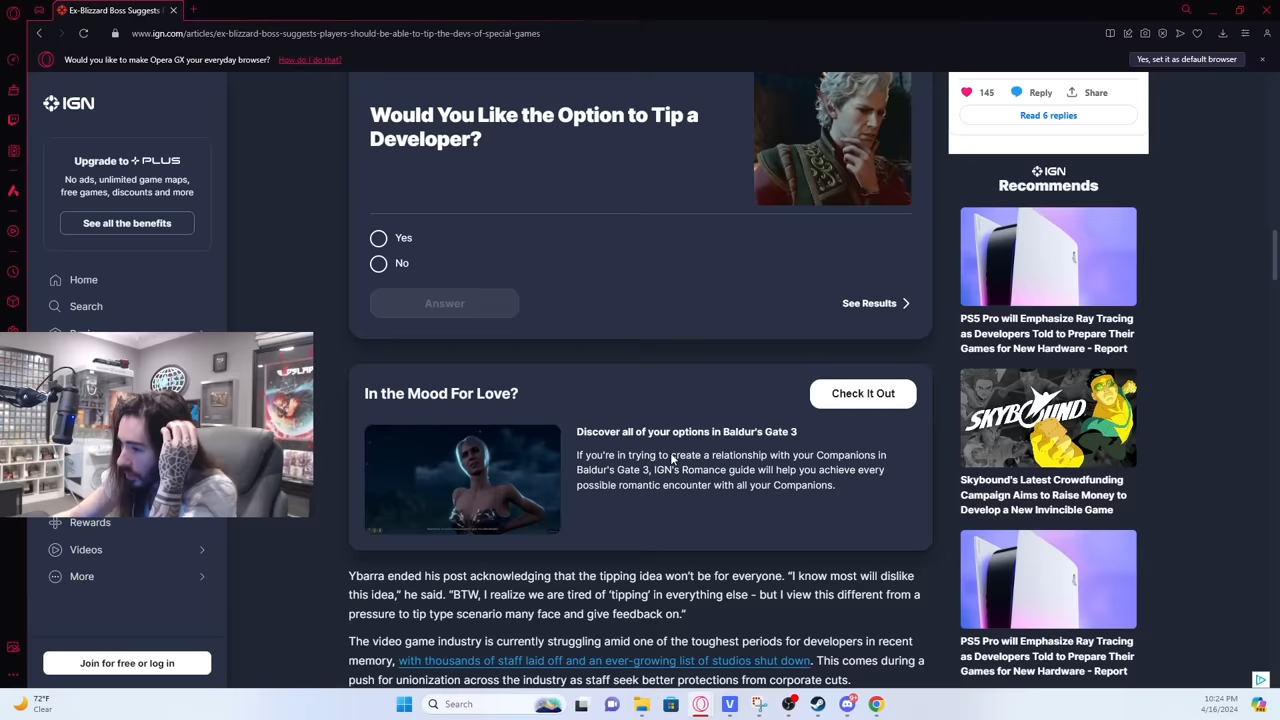 Ex-Blizzard Boss Suggests
www.ign.com/articles/ex-blizzard-boss-suggests-players-should-be-able-to-tip-the-devs-of-special-games
Would you like to make Opera GX your everyday browser? How do I do that?
Yes, set it as default browser
IGN
Upgrade to PLUS
No ads, unlimited game maps,
free games, discounts and more
See all the benefits
Home
Search
Rewards
Videos
More
Join for free or log in
Would You Like the Option to Tip a
Developer?
Yes
No
Answer
See Results
In the Mood For Love?
Check It Out
Discover all of your options in Baldur's Gate 3
If you're in trying to create a relationship with your Companions in
Baldur's Gate 3, IGN's Romance guide will help you achieve every
possible romantic encounter with all your Companions.
Ybarra ended his post acknowledging that the tipping idea won't be for everyone. “I know most will dislike
this idea,” he said. “BTW, I realize we are tired of ‘tipping’ in everything else - but I view this different from a
pressure to tip type scenario many face and give feedback on.”
The video game industry is currently struggling amid one of the toughest periods for developers in recent
memory, with thousands of staff laid off and an ever-growing list of studios shut down. This comes during a
push for unionization across the industry as staff seek better protections from corporate cuts.
145 Reply Share
Read 6 replies
IGN
Recommends
PS5 Pro will Emphasize Ray Tracing
as Developers Told to Prepare Their
Games for New Hardware - Report
SKYBOUND
Skybound's Latest Crowdfunding
Campaign Aims to Raise Money to
Develop a New Invincible Game
PS5 Pro will Emphasize Ray Tracing
as Developers Told to Prepare Their
Games for New Hardware - Report
72°F
Clear
Search
10:24 PM
4/16/2024